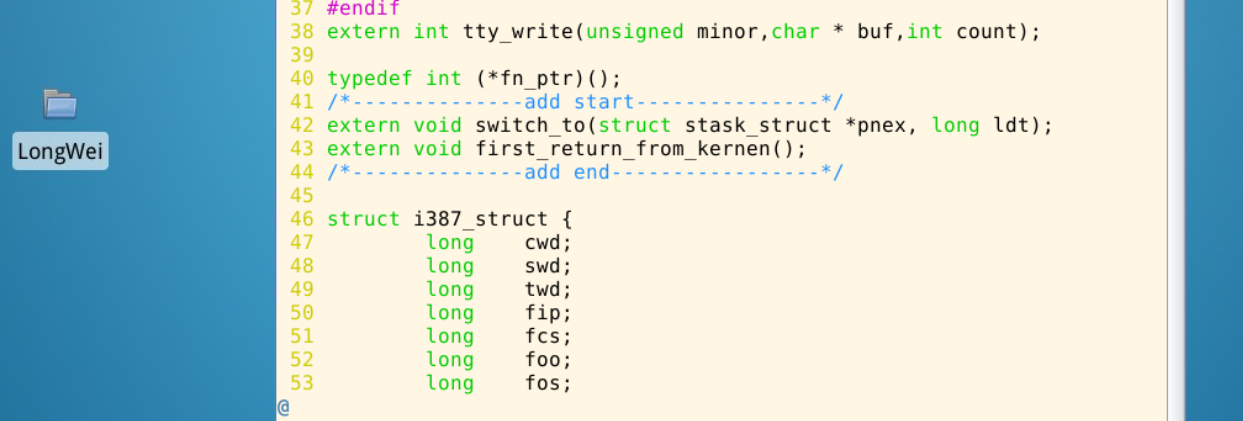 LongWei
37 #endif
38 extern int tty_write(unsigned minor,char * buf,int count);
39
40 typedef int (*fn_ptr)();
41 /*--------------add start---------------*/
42 extern void switch_to(struct stask_struct *pnex, long ldt);
43 extern void first_return_from_kernen();
44 /*--------------add end-----------------*/
45
46 struct i387_struct {
47         long    cwd;
48         long    swd;
49         long    twd;
50         long    fip;
51         long    fcs;
52         long    foo;
53         long    fos;
@